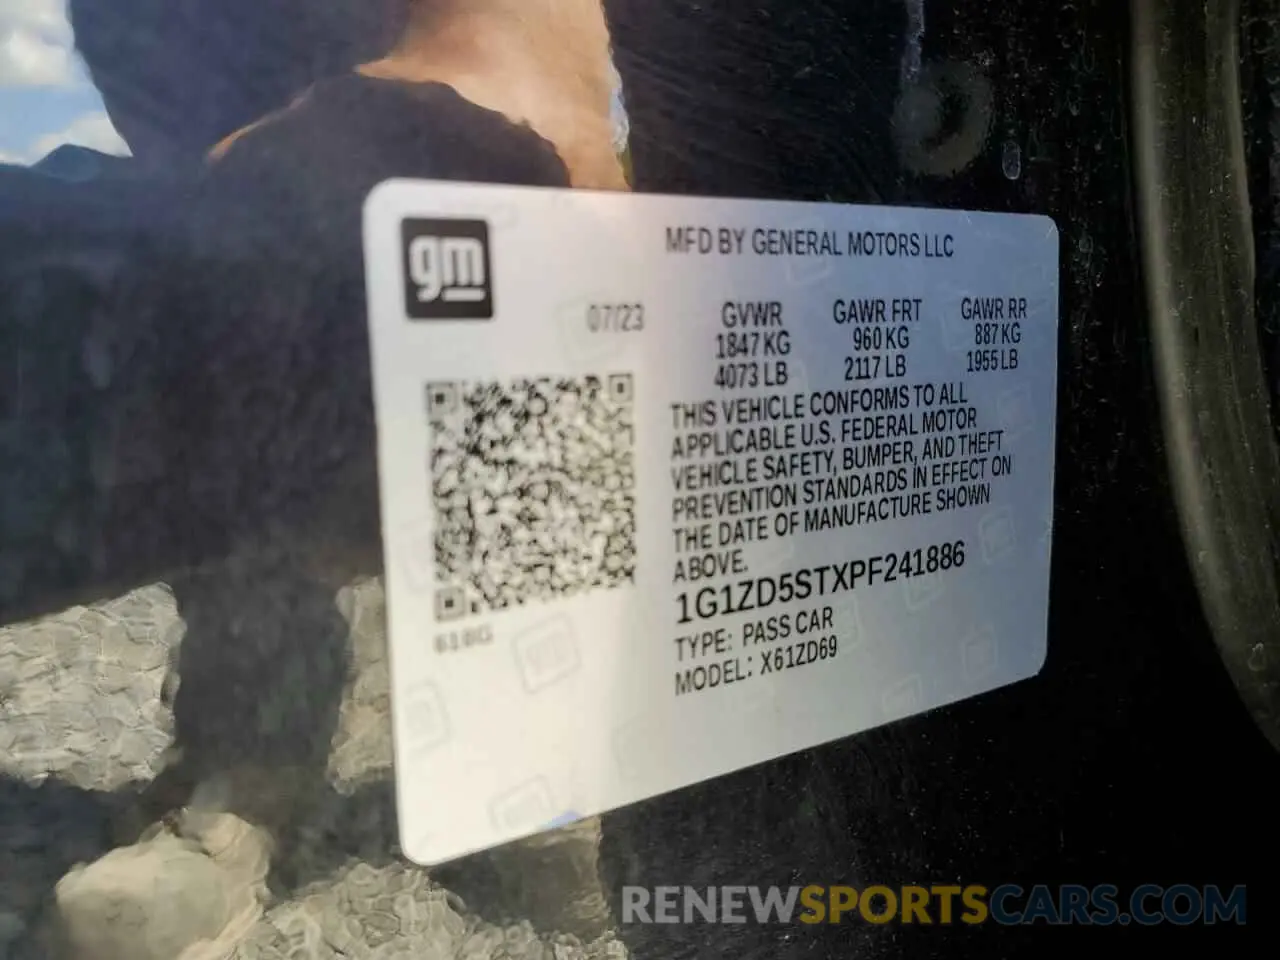 gm
MFD BY GENERAL MOTORS LLC
07/23
GVWR GAWR FRT GAWR RR
1847 KG 960 KG 887 KG
4073 LB 2117 LB 1955 LB
THIS VEHICLE CONFORMS TO ALL
APPLICABLE U.S. FEDERAL MOTOR
VEHICLE SAFETY, BUMPER, AND THEFT
PREVENTION STANDARDS IN EFFECT ON
THE DATE OF MANUFACTURE SHOWN
ABOVE.
1G1ZD5STXPF241886
TYPE: PASS CAR
MODEL: X61ZD69
RENEWSPORTSCARS.COM